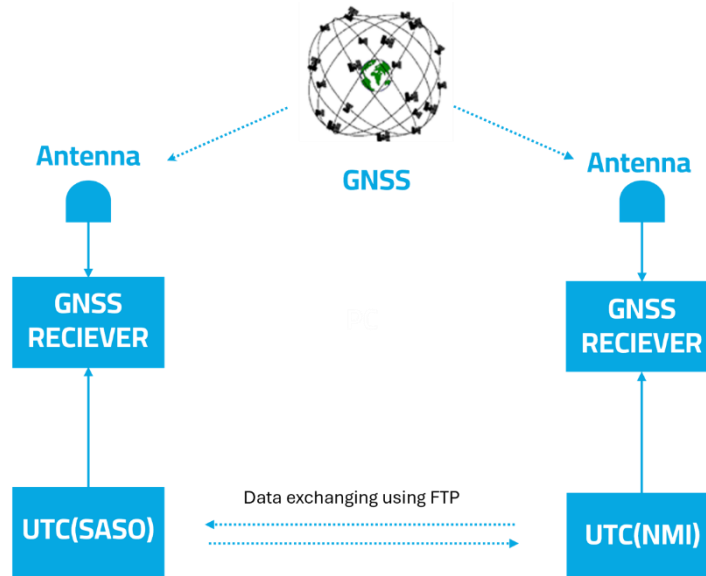 Antenna
GNSS
Antenna
GNSS
RECIEVER
GNSS
RECIEVER
Data exchanging using FTP
UTC(SASO)
UTC(NMI)